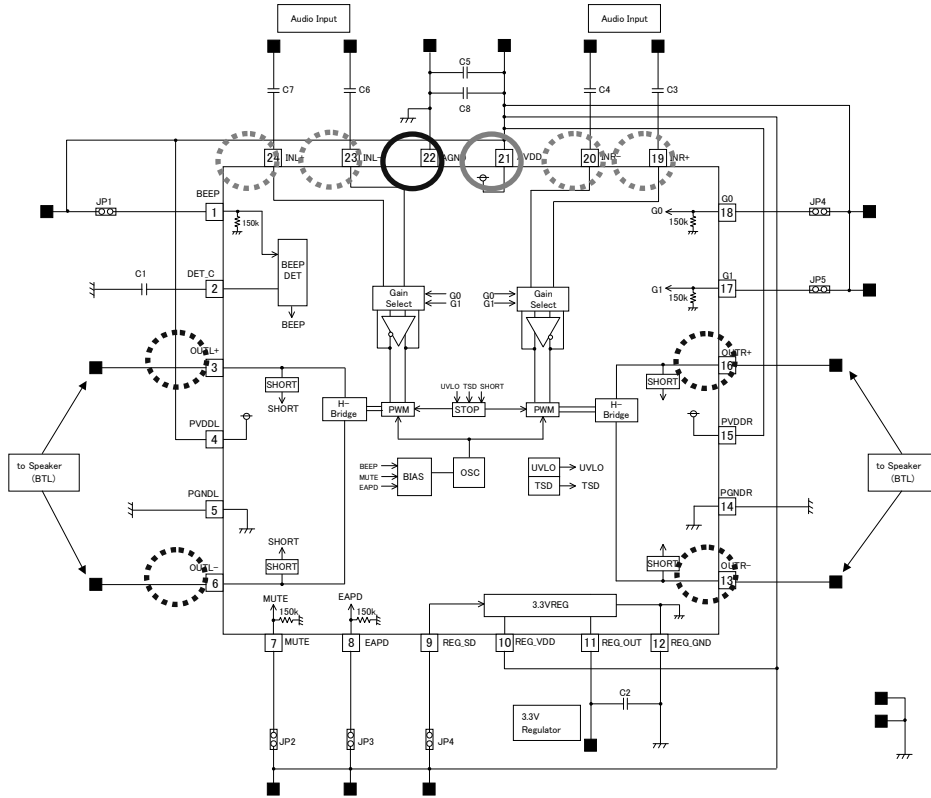 Audio Input
Audio Input
C5
C7
C6
C8
C4
C3
24 INL+
23 INL-
22 AGND
21 AVDD
20 INR-
19 INR+
JP1
BEEP
1
150k
BEEP
DET
BEEP
G0
G0
150k
18
JP4
C1
DET_C
2
G1
G1
150k
17
JP5
Gain
Select
G0
G1
G0
G1
Gain
Select
OUTL+
3
SHORT
SHORT
OUTR+
16
SHORT
H-
Bridge
PWM
UVLO TSD SHORT
STOP
PWM
H-
Bridge
PVDDL
4
PVDDR
15
to Speaker
(BTL)
to Speaker
(BTL)
BEEP
MUTE
EAPD
BIAS
OSC
UVLO
UVLO
TSD
TSD
PGNDL
5
PGNDR
14
SHORT
SHORT
OUTL-
6
SHORT
OUTR-
13
MUTE
150k
EAPD
150k
3.3VREG
7 MUTE
8 EAPD
9 REG_SD
10 REG_VDD
11 REG_OUT
12 REG_GND
C2
3.3V
Regulator
JP2
JP3
JP4